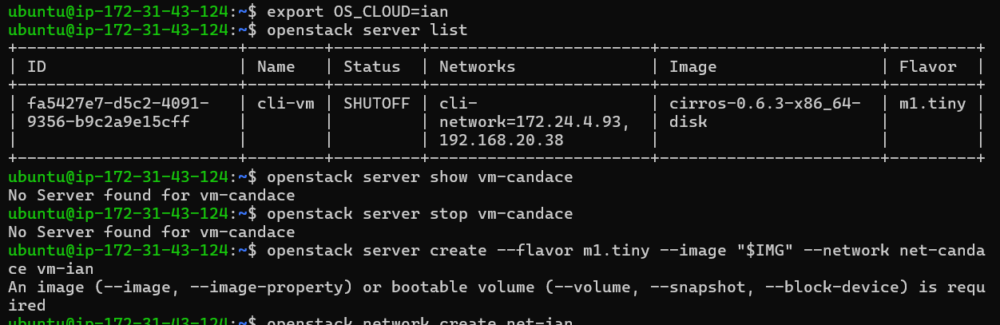 ubuntu@ip-172-31-43-124:~$ export OS_CLOUD=ian
ubuntu@ip-172-31-43-124:~$ openstack server list
+------------------------+--------+---------+-----------------------+-----------------------+---------+
| ID                     | Name   | Status  | Networks              | Image                 | Flavor  |
+------------------------+--------+---------+-----------------------+-----------------------+---------+
| fa5427e7-d5c2-4091-    | cli-vm | SHUTOFF | cli-                  | cirros-0.6.3-x86_64-  | m1.tiny |
| 9356-b9c2a9e15cff      |        |         | network=172.24.4.93,  | disk                  |         |
|                        |        |         | 192.168.20.38         |                       |         |
+------------------------+--------+---------+-----------------------+-----------------------+---------+
ubuntu@ip-172-31-43-124:~$ openstack server show vm-candace
No Server found for vm-candace
ubuntu@ip-172-31-43-124:~$ openstack server stop vm-candace
No Server found for vm-candace
ubuntu@ip-172-31-43-124:~$ openstack server create --flavor m1.tiny --image "$IMG" --network net-canda
ce vm-ian
An image (--image, --image-property) or bootable volume (--volume, --snapshot, --block-device) is requ
ired
ubuntu@ip-172-31-43-124:~$ openstack network create net-ian